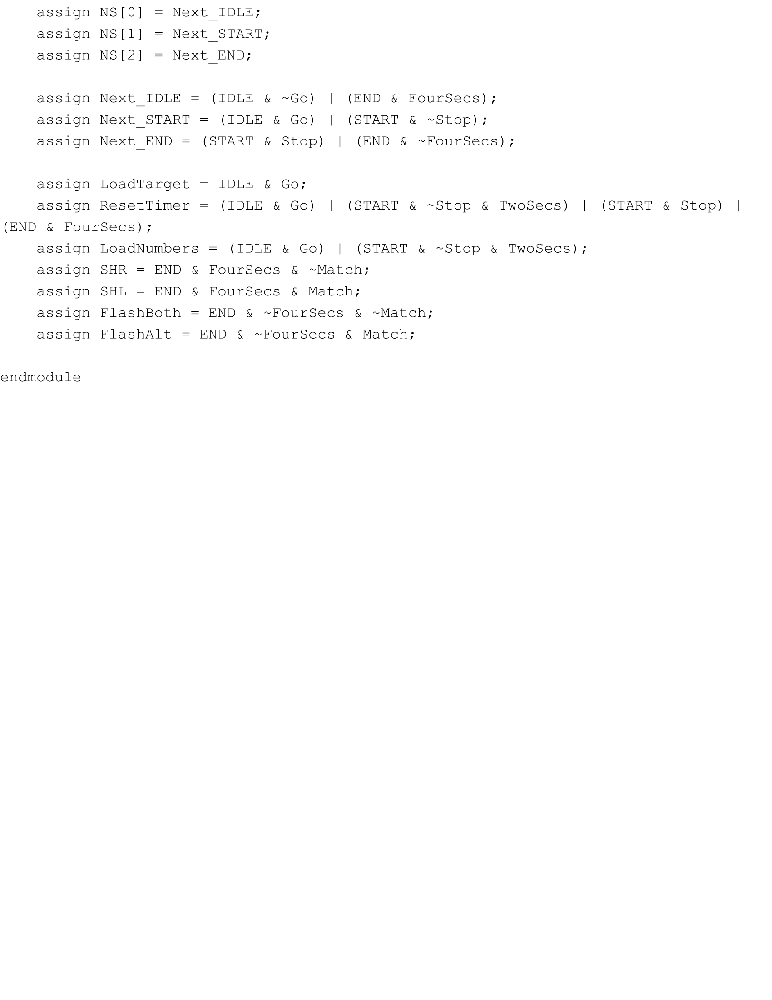 assign NS[0] = Next_IDLE;
assign NS[1] = Next_START;
assign NS[2] = Next_END;
assign Next_IDLE = (IDLE & ~Go) | (END & FourSecs);
assign Next_START = (IDLE & Go) | (START & ~Stop);
assign Next_END = (START & Stop) | (END & ~FourSecs);
assign LoadTarget = IDLE & Go;
assign ResetTimer = (IDLE & Go) | (START & ~Stop & TwoSecs) | (START & Stop) |
(END & FourSecs);
assign LoadNumbers = (IDLE & Go) | (START & ~Stop & TwoSecs);
assign SHR = END & FourSecs & ~Match;
assign SHL = END & FourSecs & Match;
assign FlashBoth = END & ~FourSecs & ~Match;
assign FlashAlt = END & ~FourSecs & Match;
endmodule